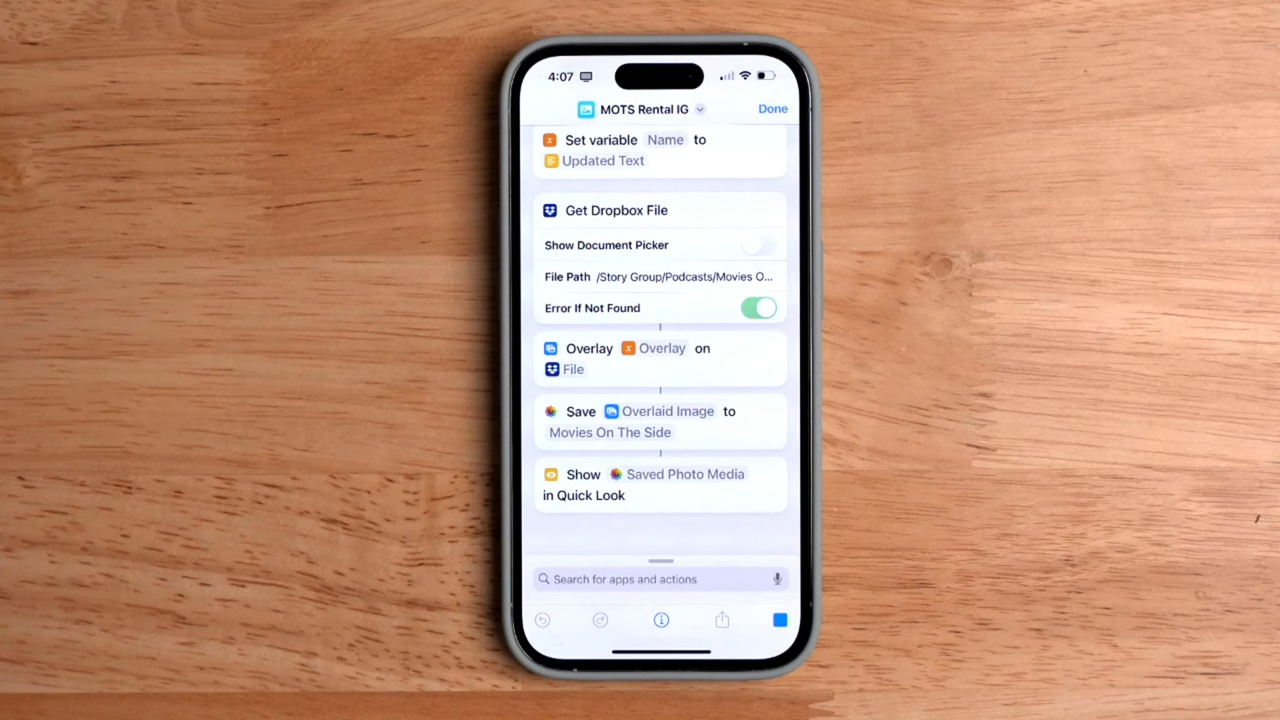 4:07
MOTS Rental IG
Done
Set variable Name to
Updated Text
Get Dropbox File
Show Document Picker
File Path /Story Group/Podcasts/Movies O...
Error If Not Found
Overlay Overlay on
File
Save Overlaid Image to
Movies On The Side
Show Saved Photo Media
in Quick Look
Search for apps and actions